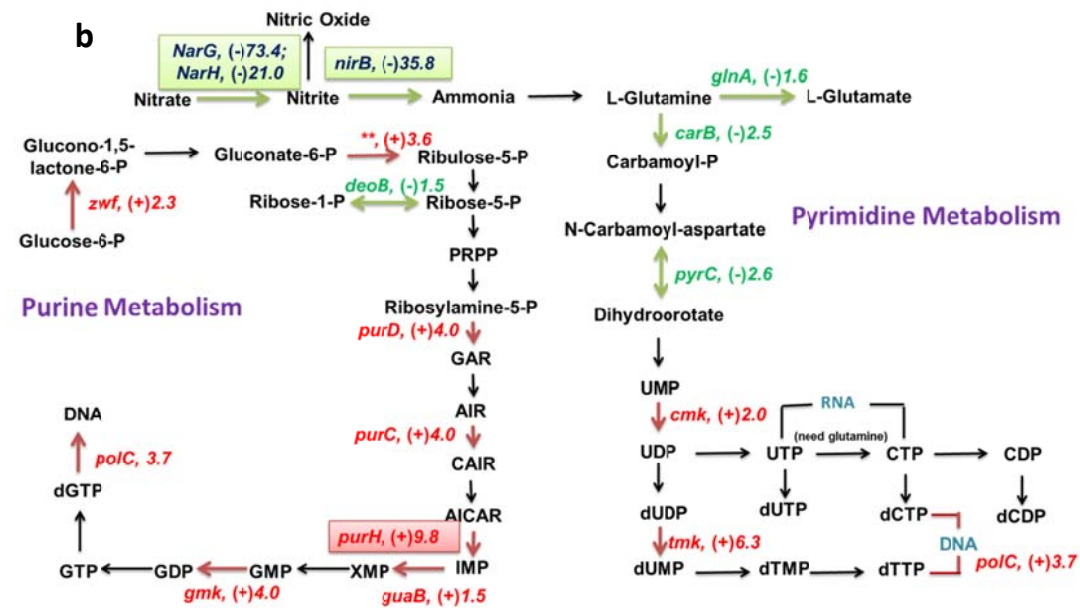 b
Nitric Oxide
NarG, (-)73.4;
NarH, (-)21.0
nirB, (-)35.8
Nitrate
Nitrite
Ammonia
L-Glutamine
glnA, (-)1.6
L-Glutamate
carB, (-)2.5
Carbamoyl-P
N-Carbamoyl-aspartate
Pyrimidine Metabolism
pyrC, (-)2.6
Dihydroorotate
UMP
cmk, (+)2.0
UDP
UTP
(need glutamine)
CTP
CDP
RNA
dUDP
dUTP
dCTP
dCDP
tmk, (+)6.3
DNA
polC, (+)3.7
dUMP
dTMP
dTTP
Glucono-1,5-
lactone-6-P
Gluconate-6-P
**, (+)3.6
Ribulose-5-P
zwf, (+)2.3
Glucose-6-P
Ribose-1-P
deoB, (-)1.5
Ribose-5-P
PRPP
Purine Metabolism
Ribosylamine-5-P
purD, (+)4.0
GAR
AIR
purC, (+)4.0
CAIR
AICAR
purH, (+)9.8
IMP
guaB, (+)1.5
XMP
GMP
gmk, (+)4.0
GDP
GTP
dGTP
polC, 3.7
DNA